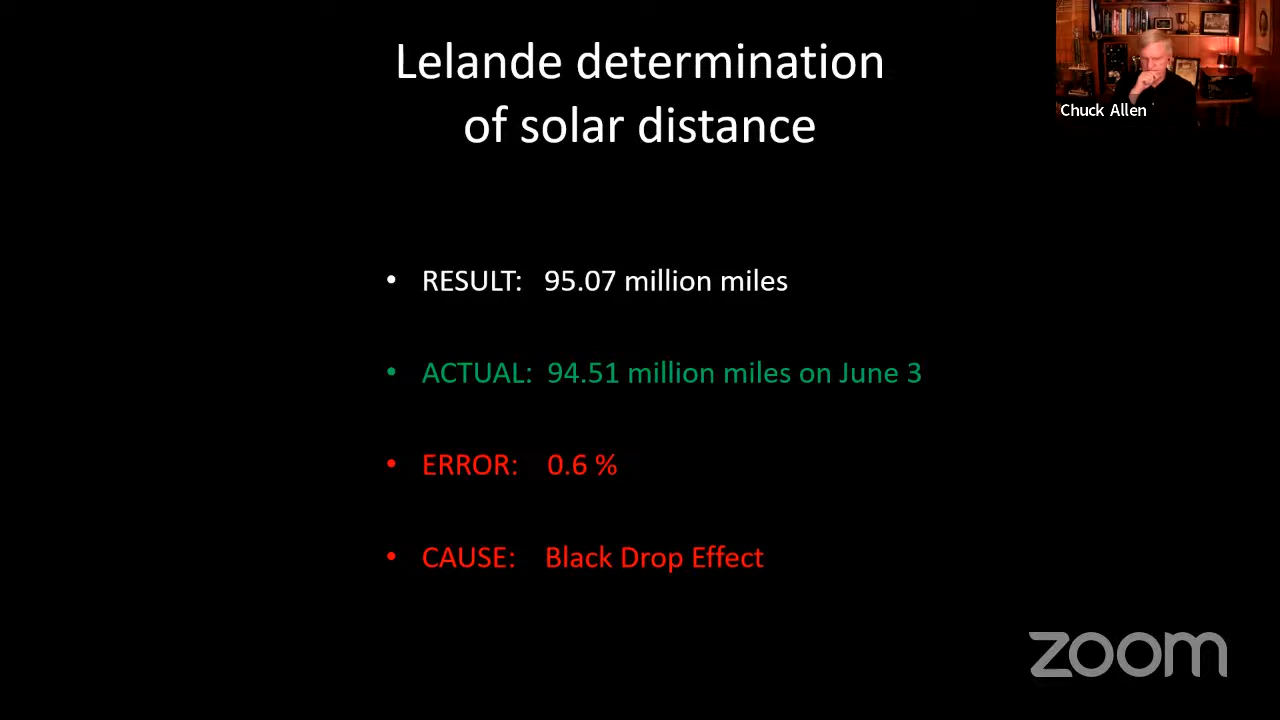 Lelande determination
of solar distance
Chuck Allen
• RESULT: 95.07 million miles
• ACTUAL: 94.51 million miles on June 3
• ERROR: 0.6 %
• CAUSE: Black Drop Effect
zoom